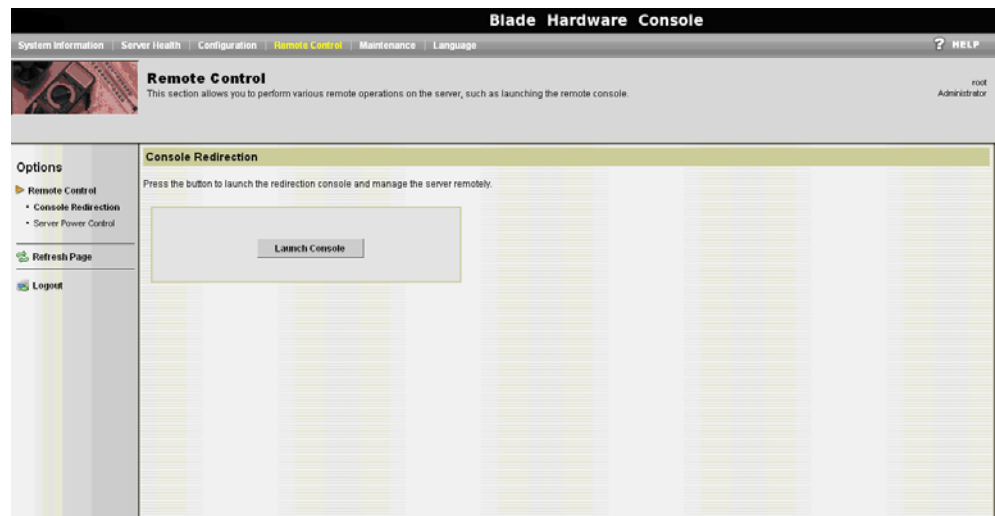 Blade Hardware Console
System Information | Server Health | Configuration | Remote Control | Maintenance | Language
? HELP
Remote Control
This section allows you to perform various remote operations on the server, such as launching the remote console.
root
Administrator
Options
Remote Control
• Console Redirection
• Server Power Control
Refresh Page
Logout
Console Redirection
Press the button to launch the redirection console and manage the server remotely.
Launch Console